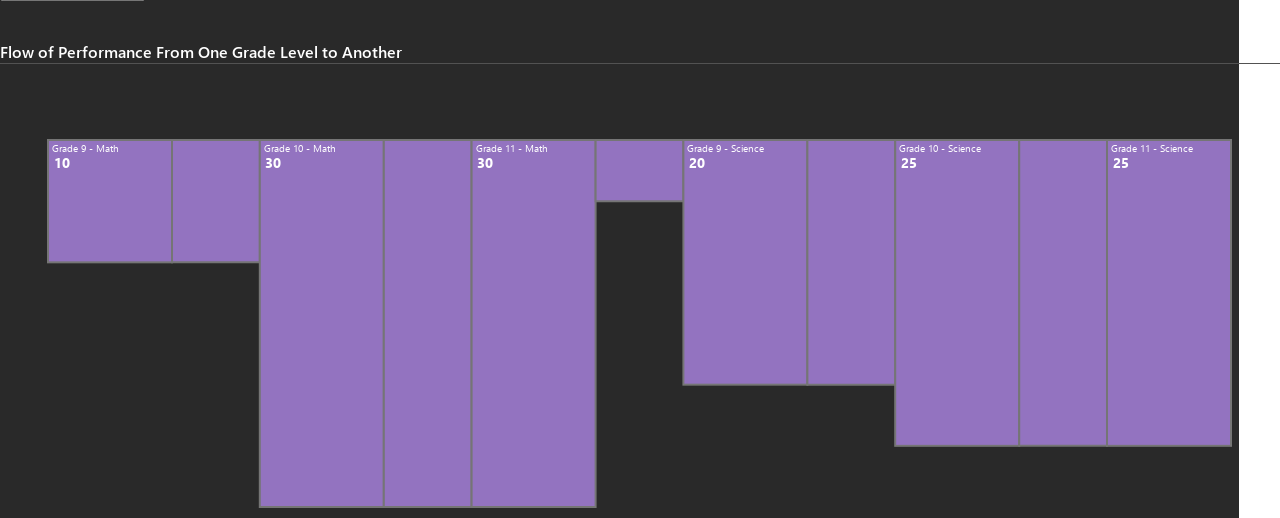 Flow of Performance From One Grade Level to Another
Grade 9 - Math
10
Grade 10 - Math
30
Grade 11 - Math
30
Grade 9 - Science
20
Grade 10 - Science
25
Grade 11 - Science
25